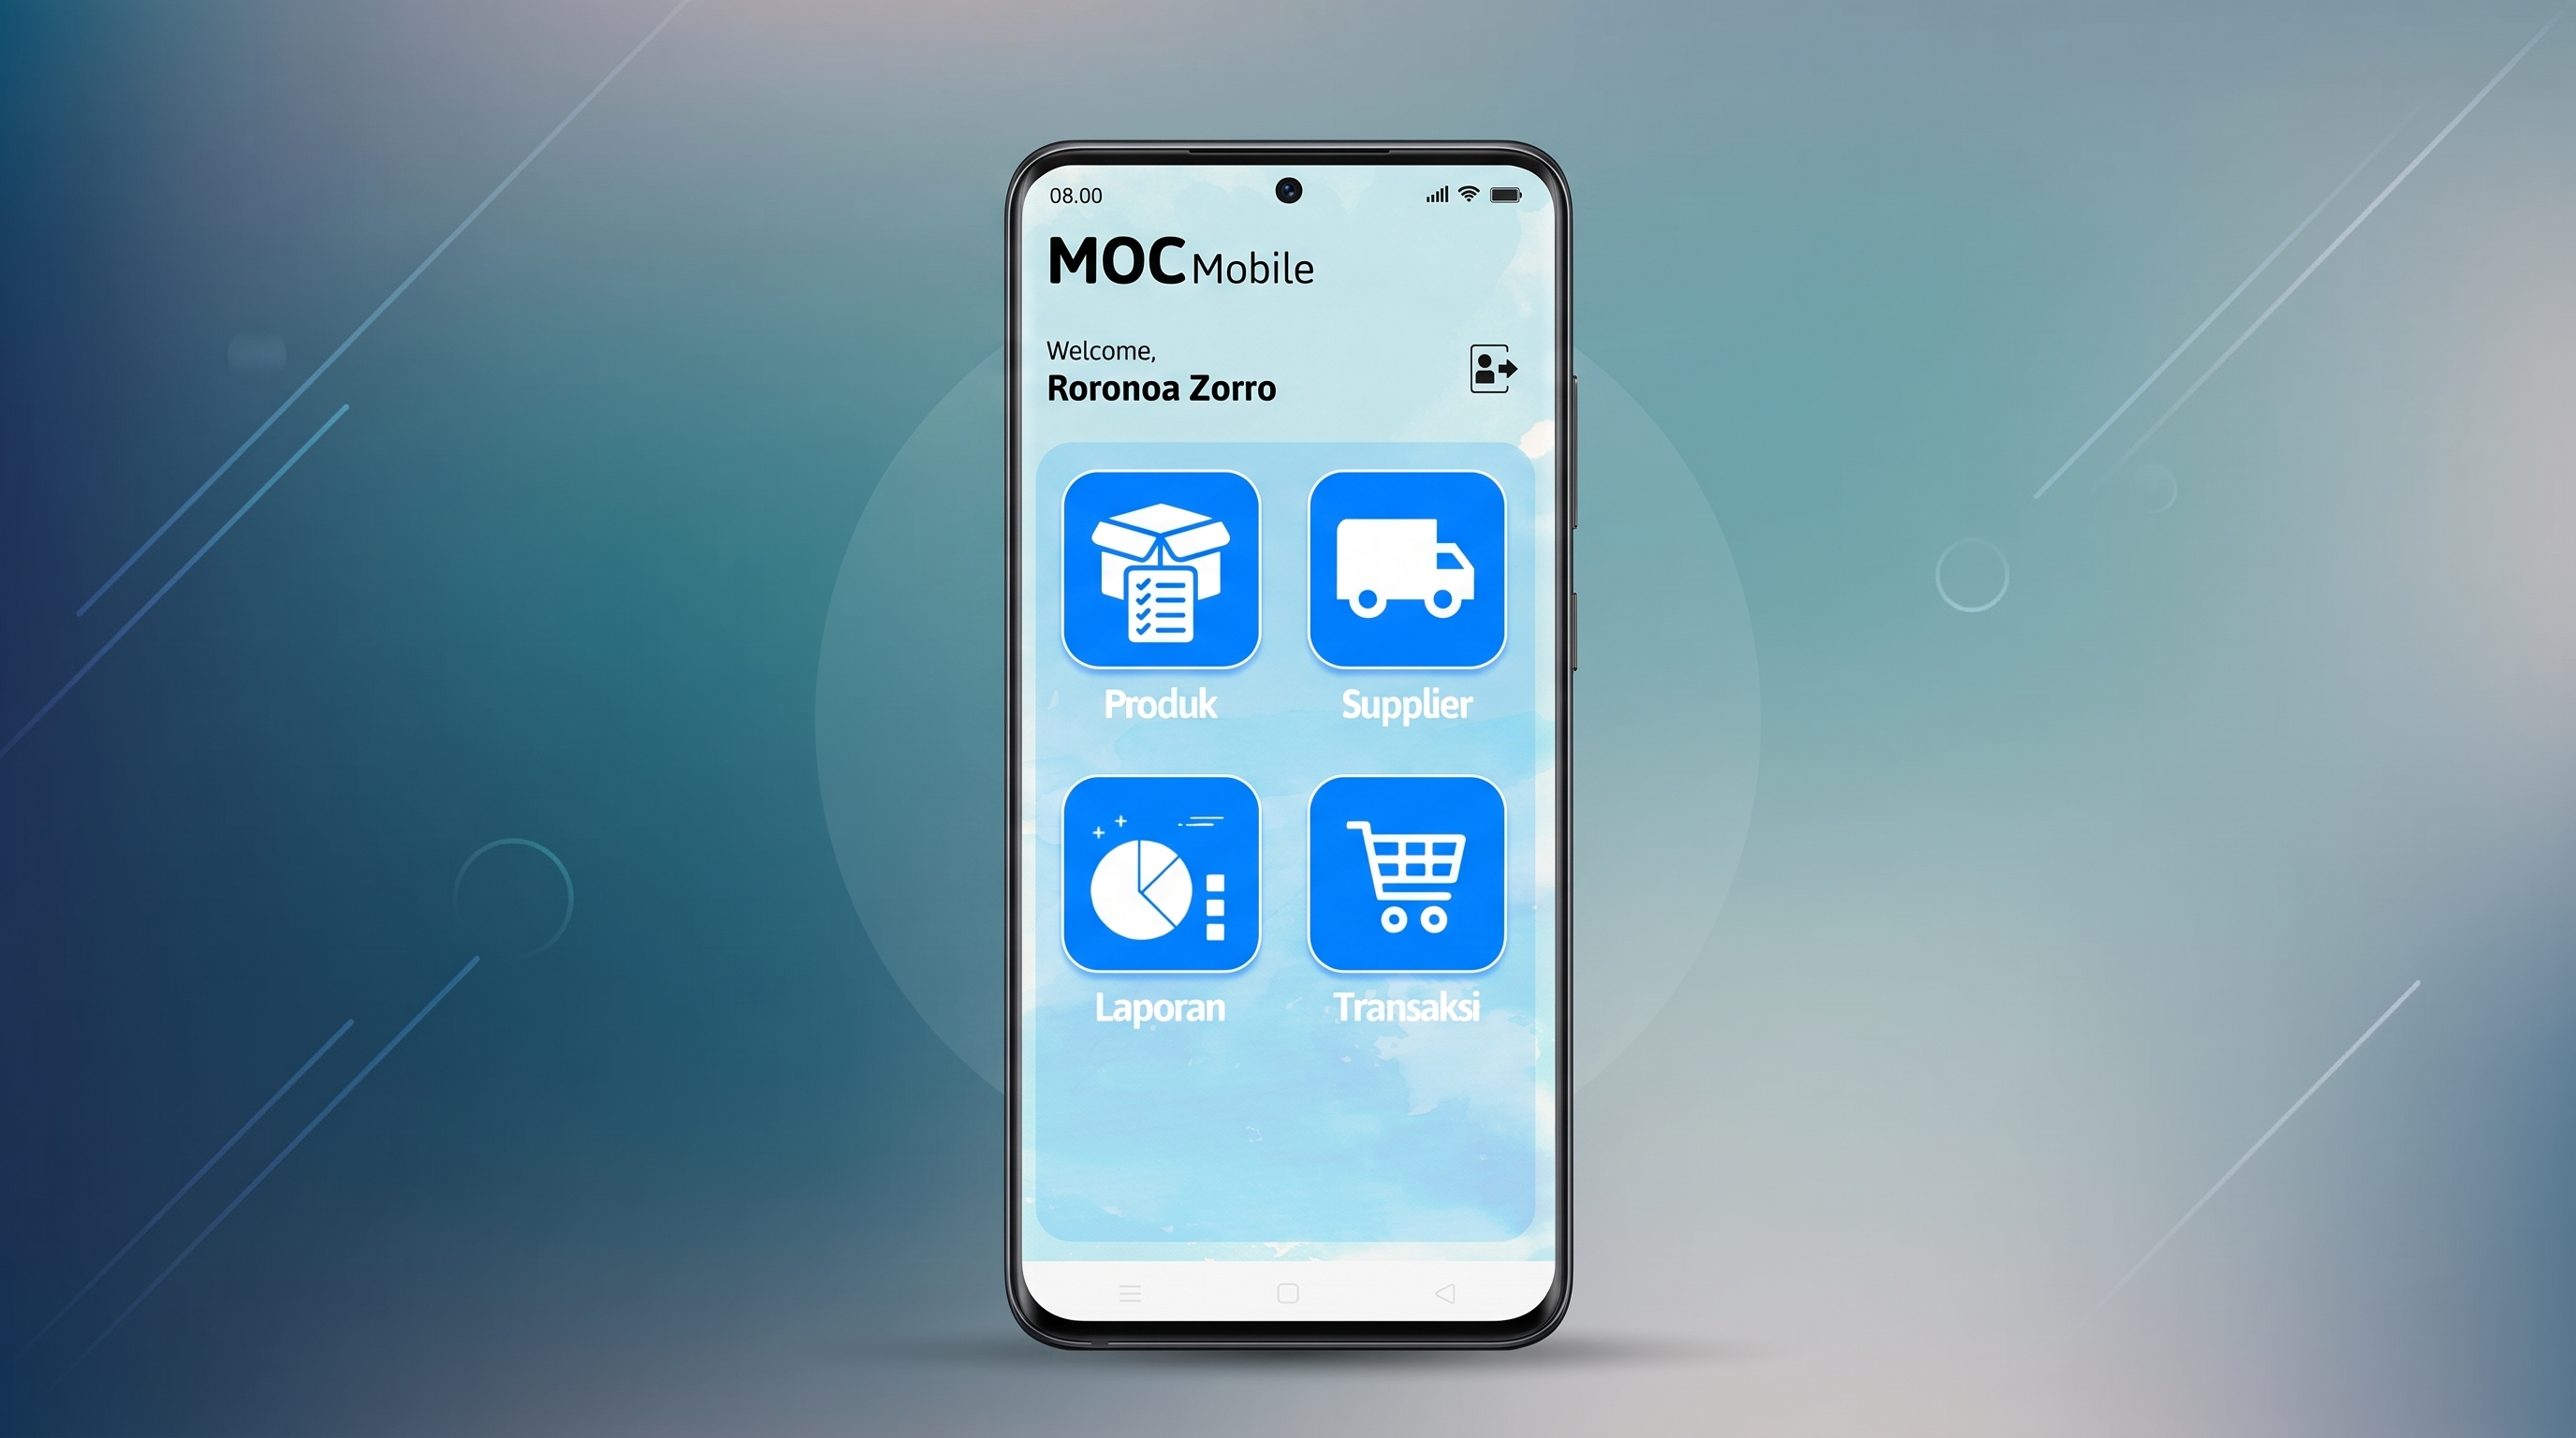 08.00
MOC Mobile
Welcome,
Roronoa Zorro
Produk
Supplier
Laporan
Transaksi